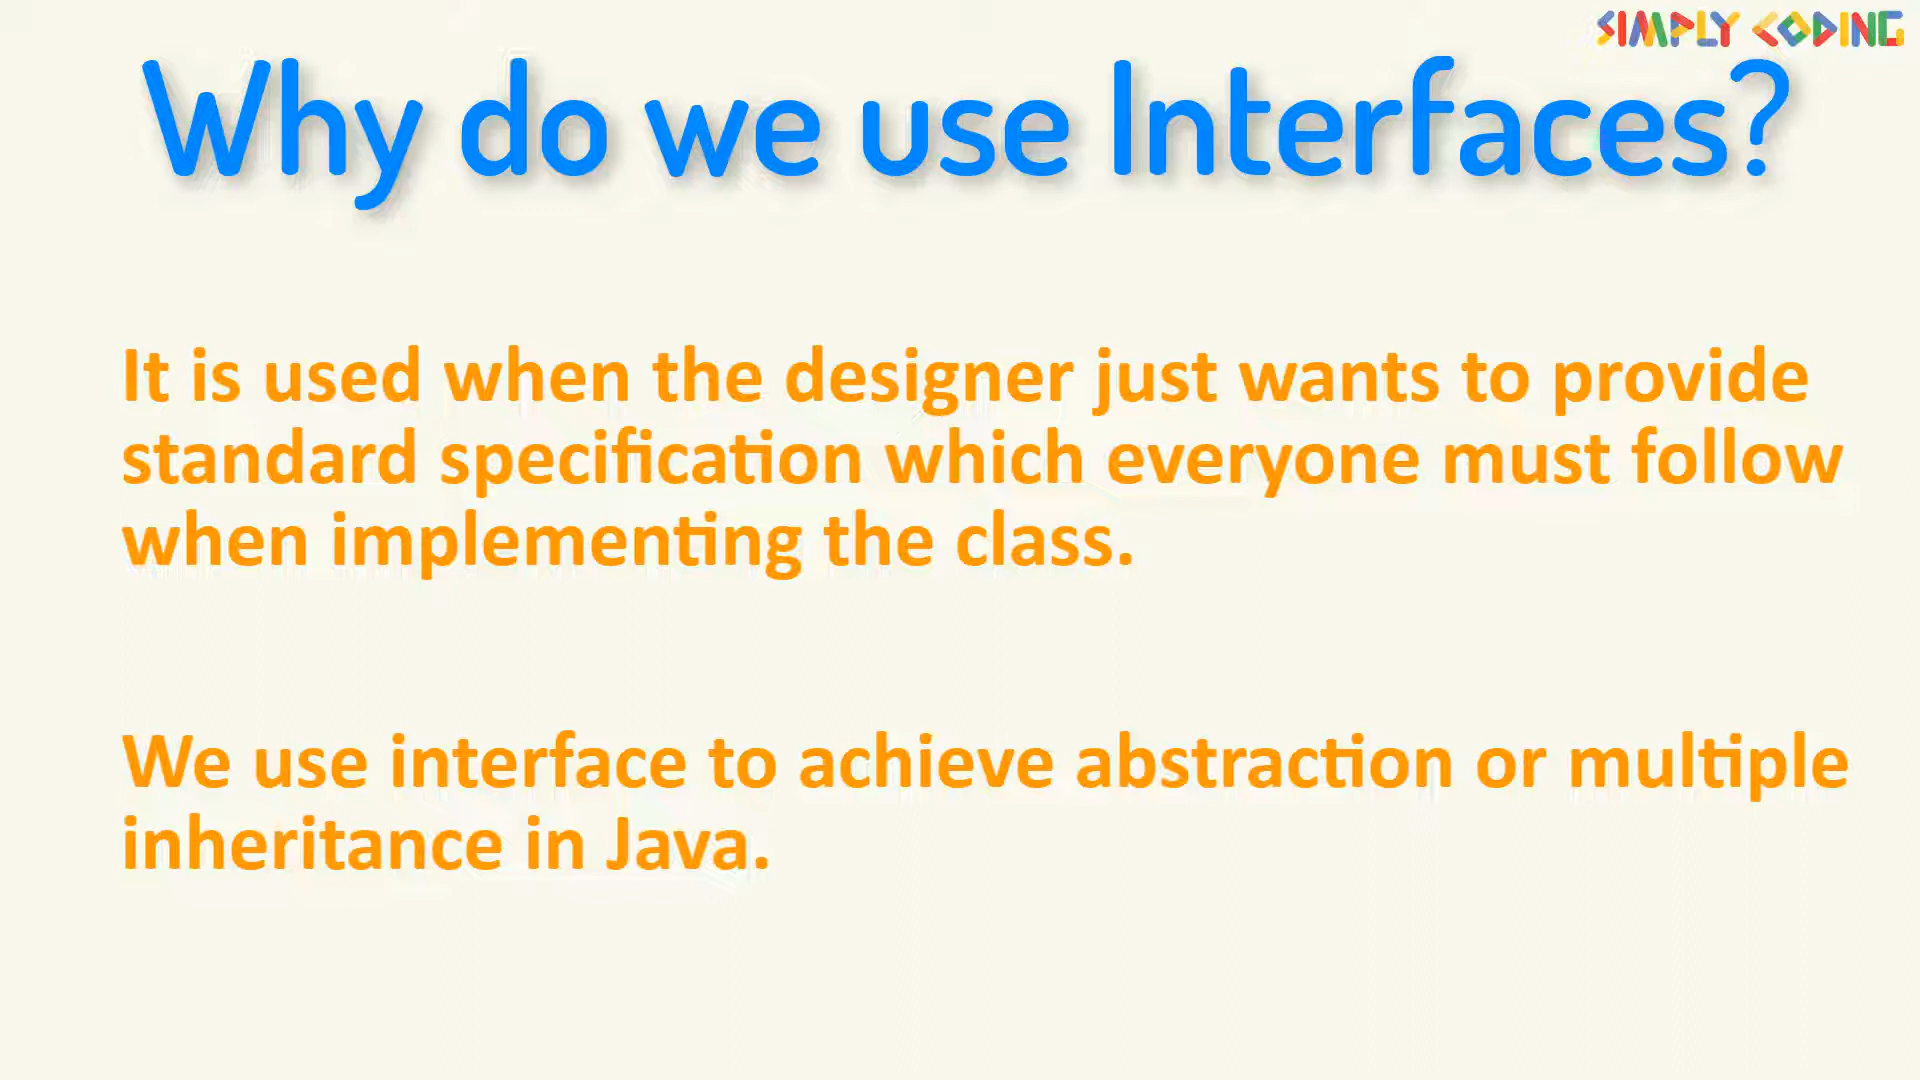 SIMPLY CODING
Why do we use Interfaces?
It is used when the designer just wants to provide
standard specification which everyone must follow
when implementing the class.
We use interface to achieve abstraction or multiple
inheritance in Java.